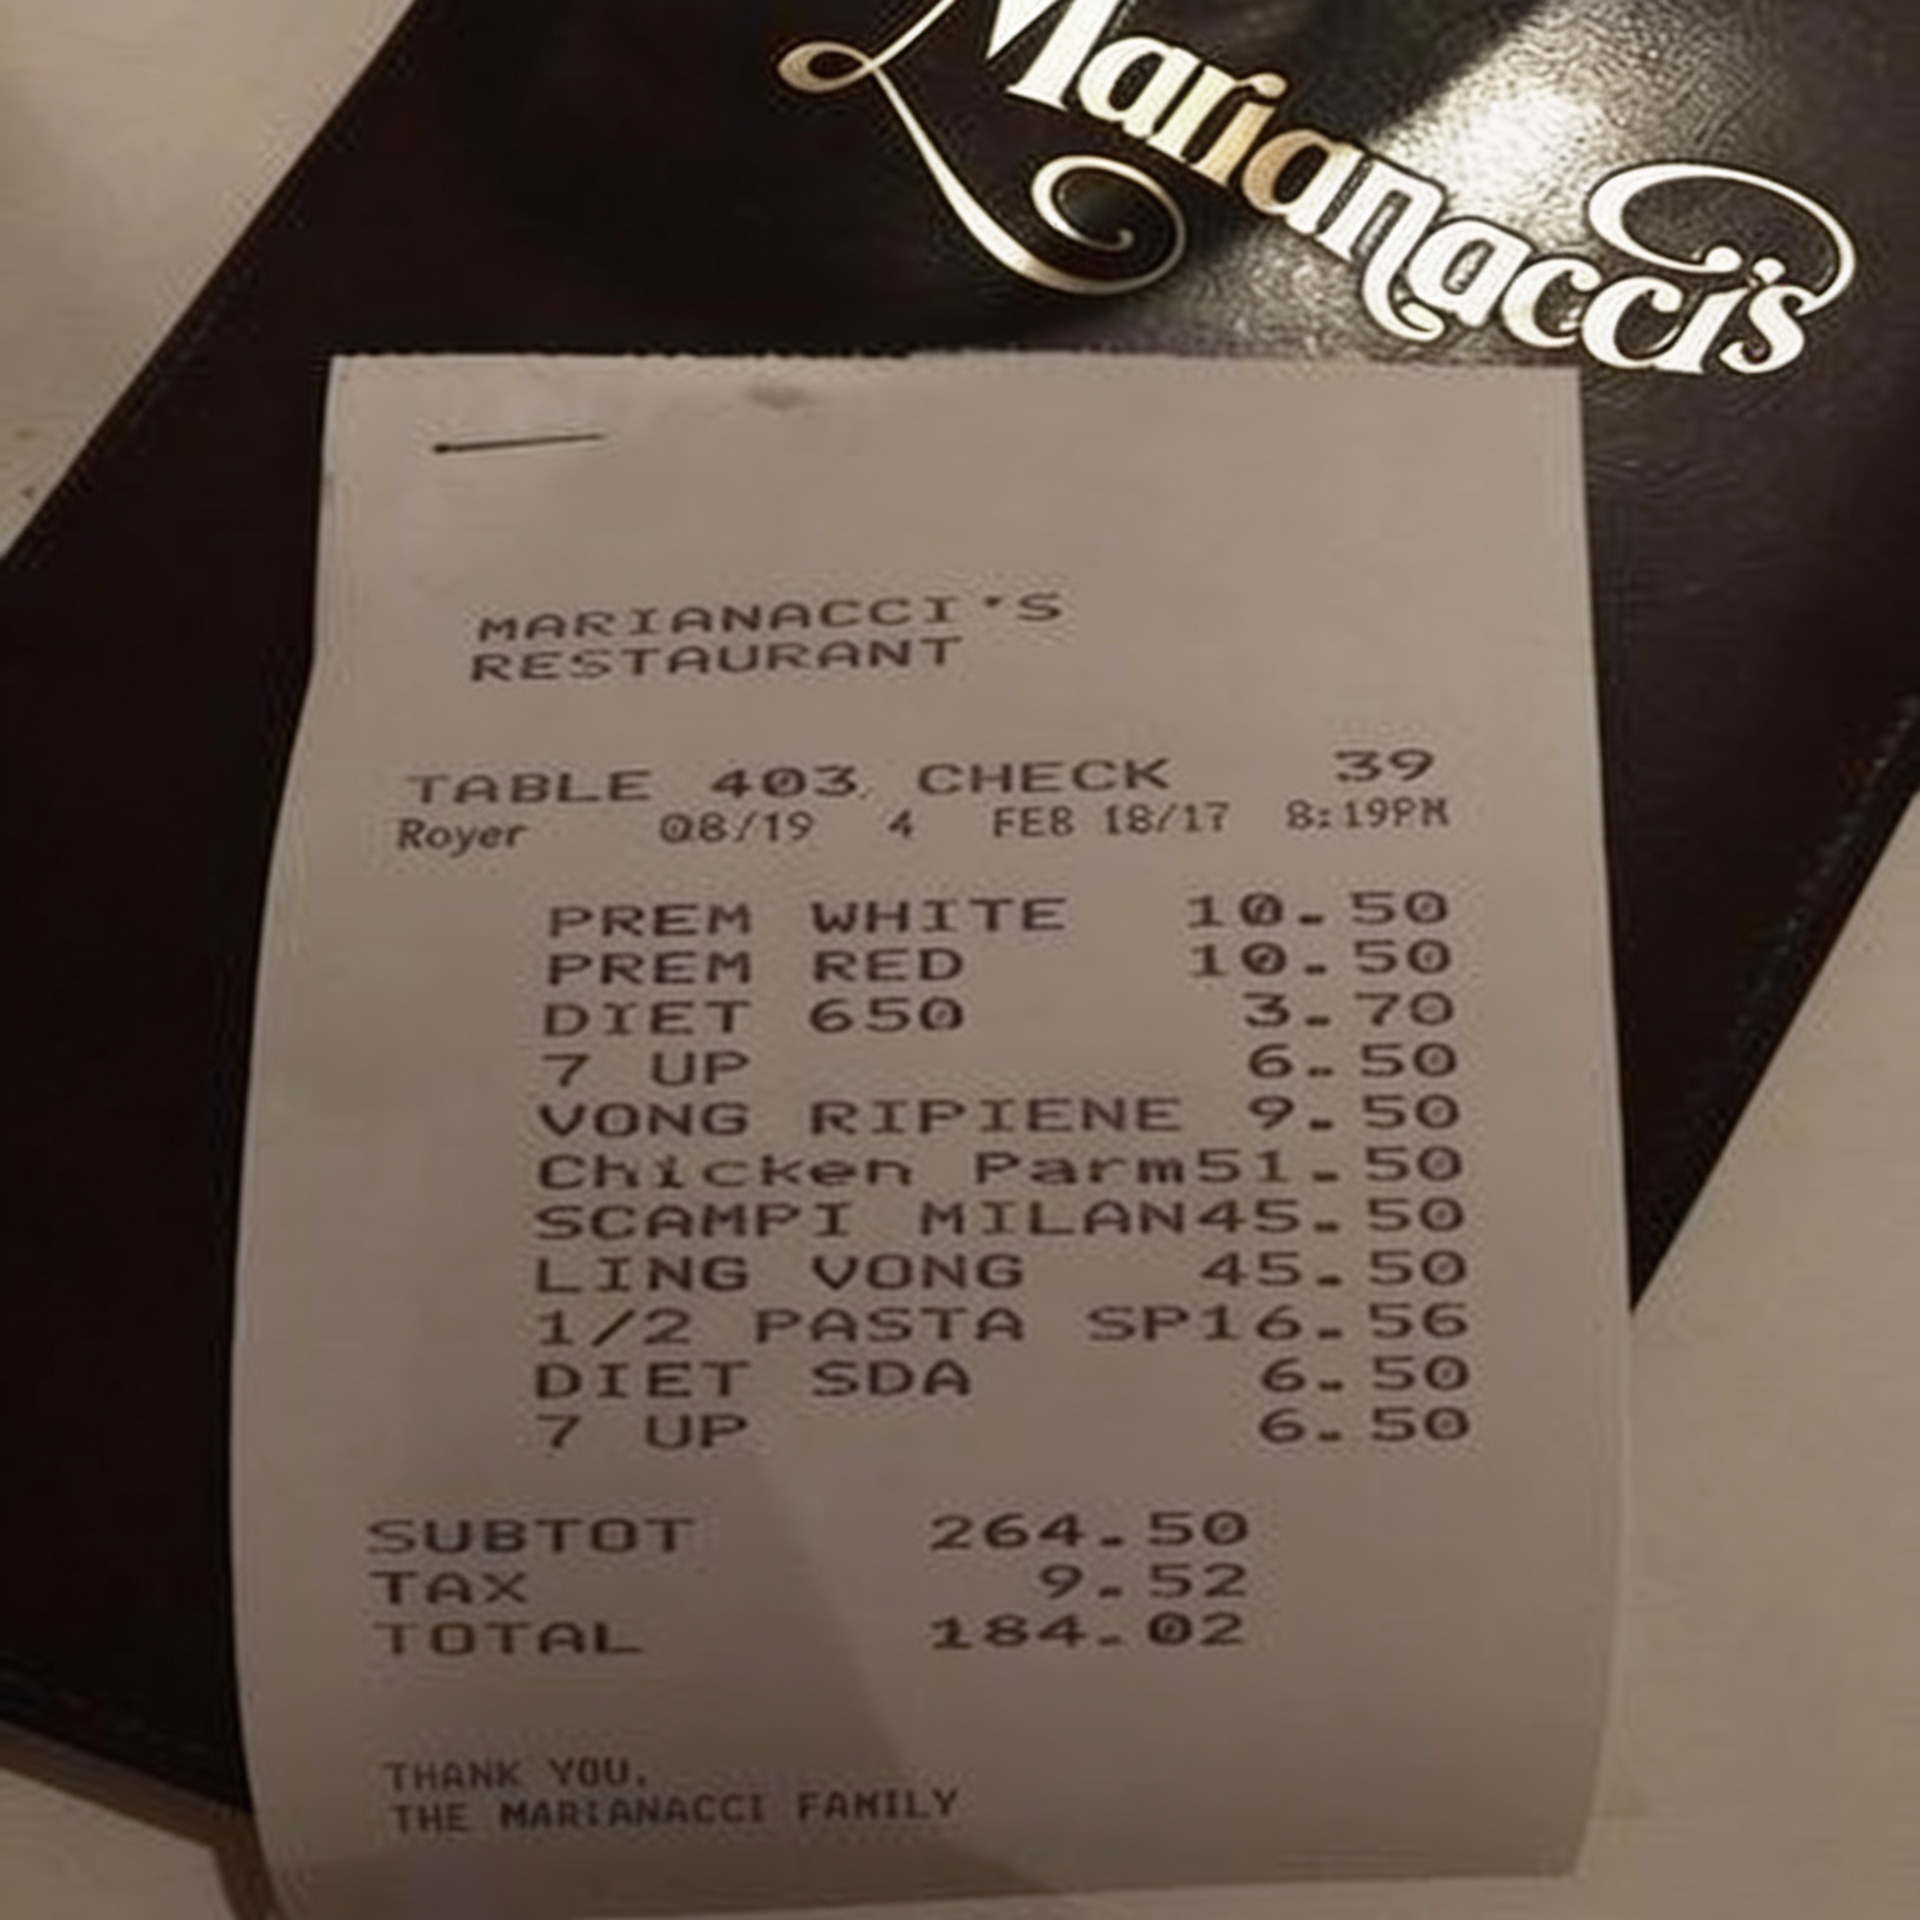 Marianacci's
MARIANACCI'S
RESTAURANT
TABLE 403 CHECK 39
Royer 08/19 4 FEB 18/17 8:19PM
PREM WHITE 10.50
PREM RED 10.50
DIET 650 3.70
7 UP 6.50
VONG RIPIENE 9.50
Chicken Parm51.50
SCAMPI MILAN45.50
LING VONG 45.50
1/2 PASTA SP16.56
DIET SDA 6.50
7 UP 6.50
SUBTOT 264.50
TAX 9.52
TOTAL 184.02
THANK YOU.
THE MARIANACCI FAMILY